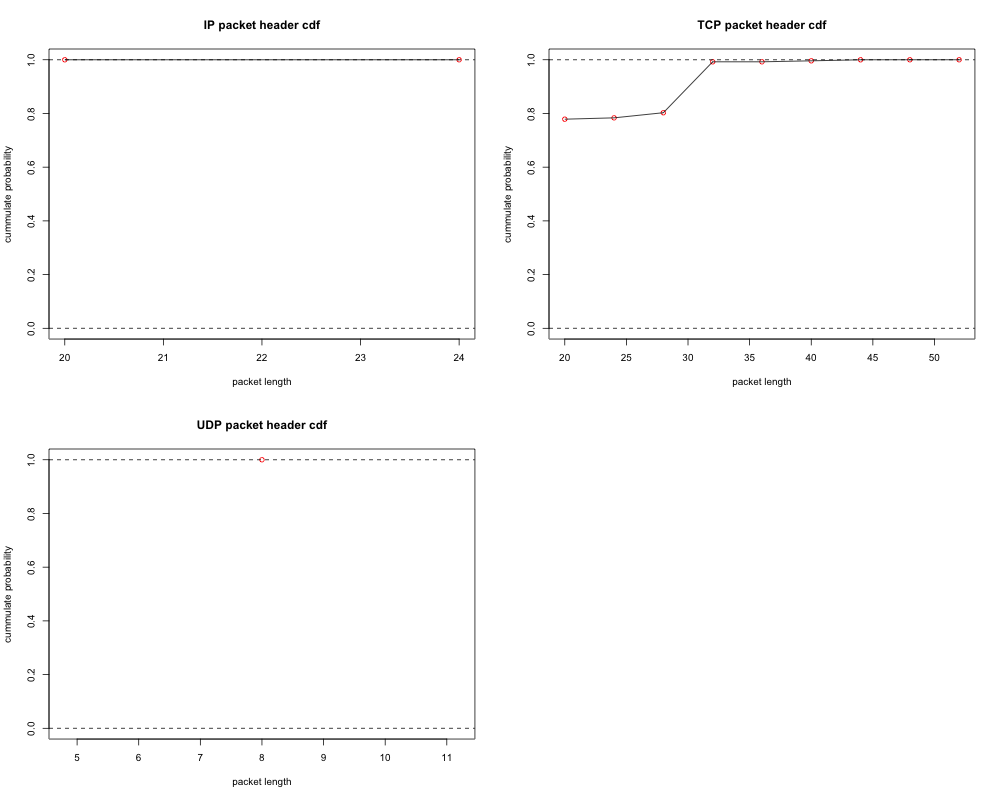 IP packet header cdf
cummulate probability
0.0 0.2 0.4 0.6 0.8 1.0
20 21 22 23 24
packet length
TCP packet header cdf
cummulate probability
0.0 0.2 0.4 0.6 0.8 1.0
20 25 30 35 40 45 50
packet length
UDP packet header cdf
cummulate probability
0.0 0.2 0.4 0.6 0.8 1.0
5 6 7 8 9 10 11
packet length